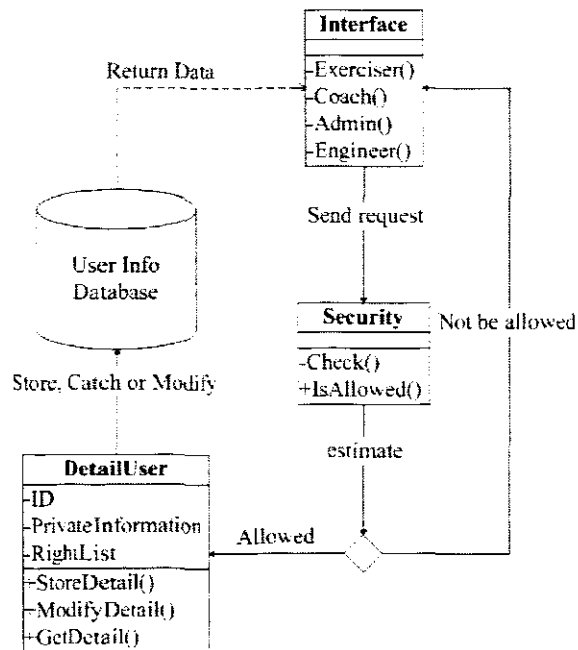 Interface
-Exerciser()
-Coach()
-Admin()
-Engineer()
Return Data
Send request
User Info
Database
Security
-Check()
+IsAllowed()
Not be allowed
Store, Catch or Modify
estimate
DetailUser
-ID
-PrivateInformation
-RightList
+StoreDetail()
-ModifyDetail()
+GetDetail()
Allowed